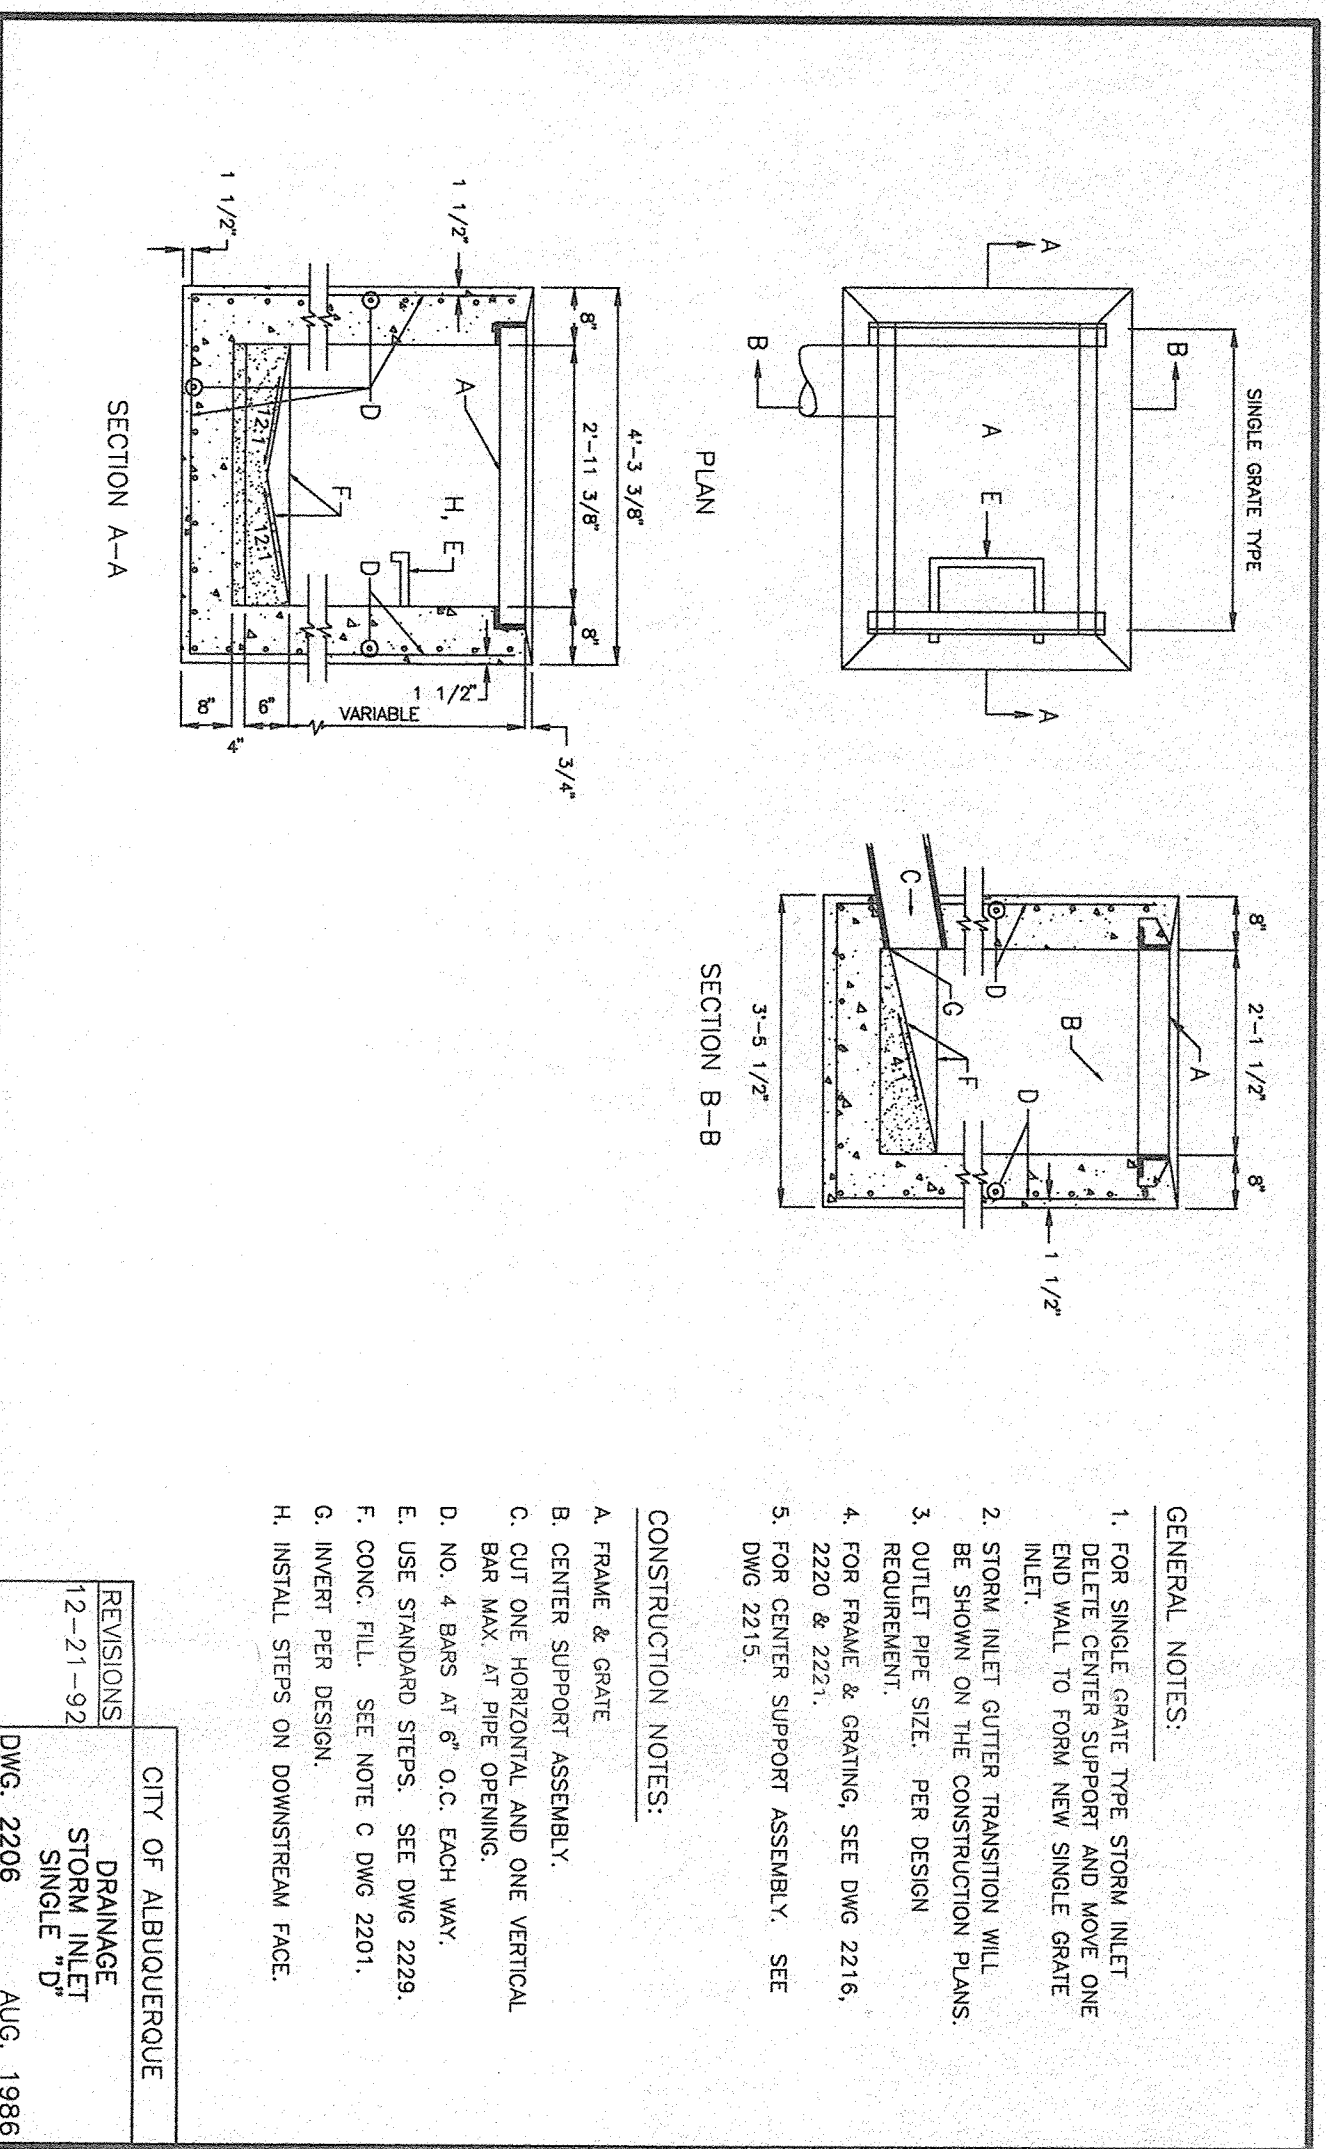 SINGLE GRATE TYPE
B
B
A
A
A
E
PLAN
8"
2'-1 1/2"
8"
A
B
C
D
D
G
F
4:1
1 1/2"
3'-5 1/2"
SECTION B-B
4'-3 3/8"
8"
2'-11 3/8"
8"
3/4"
1 1/2"
1 1/2"
1 1/2"
A
H, E
D
D
F
12:1
12:1
VARIABLE
6"
4"
8"
SECTION A-A
GENERAL NOTES:
1. FOR SINGLE GRATE TYPE STORM INLET
DELETE CENTER SUPPORT AND MOVE ONE
END WALL TO FORM NEW SINGLE GRATE
INLET.
2. STORM INLET GUTTER TRANSITION WILL
BE SHOWN ON THE CONSTRUCTION PLANS.
3. OUTLET PIPE SIZE. PER DESIGN
REQUIREMENT.
4. FOR FRAME & GRATING, SEE DWG 2216,
2220 & 2221.
5. FOR CENTER SUPPORT ASSEMBLY. SEE
DWG 2215.
CONSTRUCTION NOTES:
A. FRAME & GRATE
B. CENTER SUPPORT ASSEMBLY.
C. CUT ONE HORIZONTAL AND ONE VERTICAL
BAR MAX. AT PIPE OPENING.
D. NO. 4 BARS AT 6" O.C. EACH WAY.
E. USE STANDARD STEPS. SEE DWG 2229.
F. CONC. FILL. SEE NOTE C DWG 2201.
G. INVERT PER DESIGN.
H. INSTALL STEPS ON DOWNSTREAM FACE.
REVISIONS
12-21-92
CITY OF ALBUQUERQUE
DRAINAGE
STORM INLET
SINGLE "D"
DWG. 2206 AUG. 1986